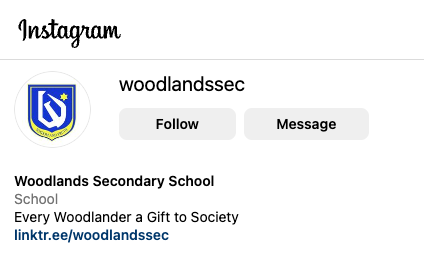 Instagram
woodlandssec
Follow
Message
Woodlands Secondary School
School
Every Woodlander a Gift to Society
linktr.ee/woodlandssec